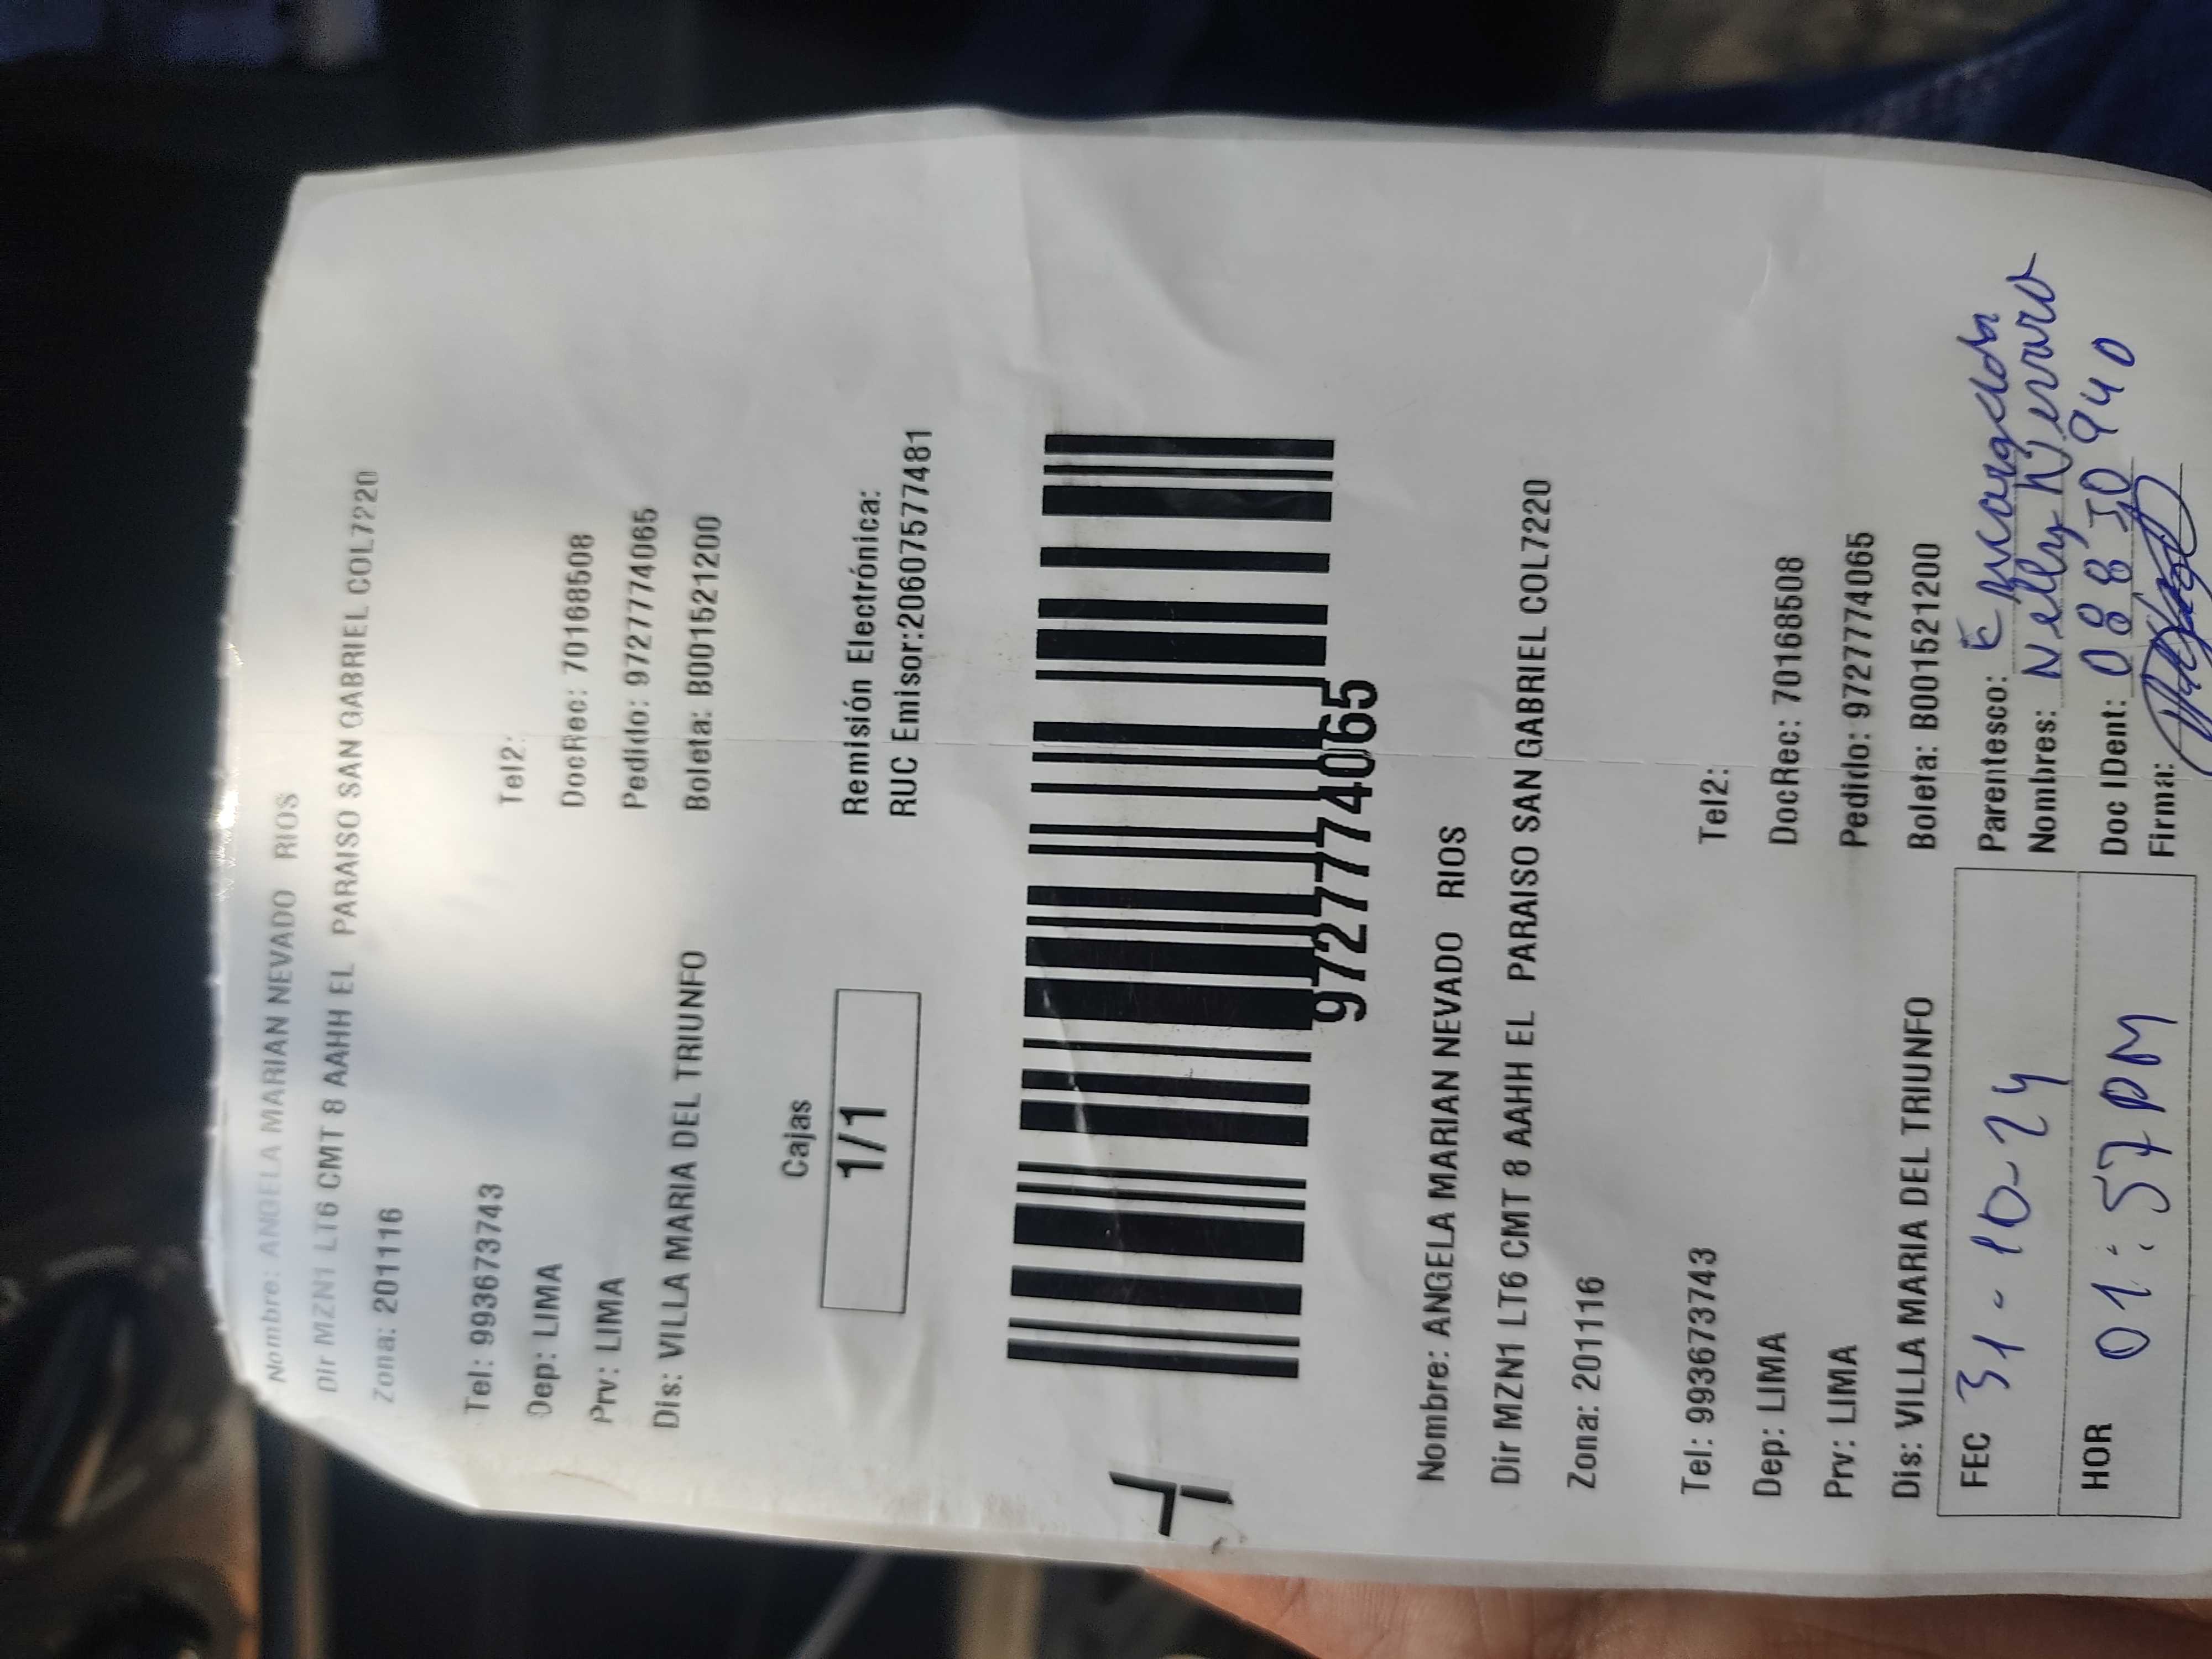 Nombre: ANGELA MARIAN NEVADO RIOS
Dir MZN1 LT6 CMT 8 AAHH EL PARAISO SAN GABRIEL COL7220
Zona: 201116
Tel: 993673743 Tel2:
Dep: LIMA DocRec: 70168508
Prv: LIMA Pedido: 9727774065
Dis: VILLA MARIA DEL TRIUNFO Boleta: B001521200
Cajas
1/1
Remisión Electrónica:
RUC Emisor:20607577481
9727774065
Nombre: ANGELA MARIAN NEVADO RIOS
Dir MZN1 LT6 CMT 8 AAHH EL PARAISO SAN GABRIEL COL7220
Zona: 201116
Tel: 993673743 Tel2:
Dep: LIMA DocRec: 70168508
Prv: LIMA Pedido: 9727774065
Dis: VILLA MARIA DEL TRIUNFO Boleta: B001521200
FEC 31-10-24 Parentesco: Encargada
Nombres: Nelly
HOR 01:57 PM Doc IDent:
Firma: